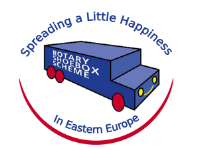 Spreading a Little Happiness
ROTARY
SHOEBOX
SCHEME
In Eastern Europe